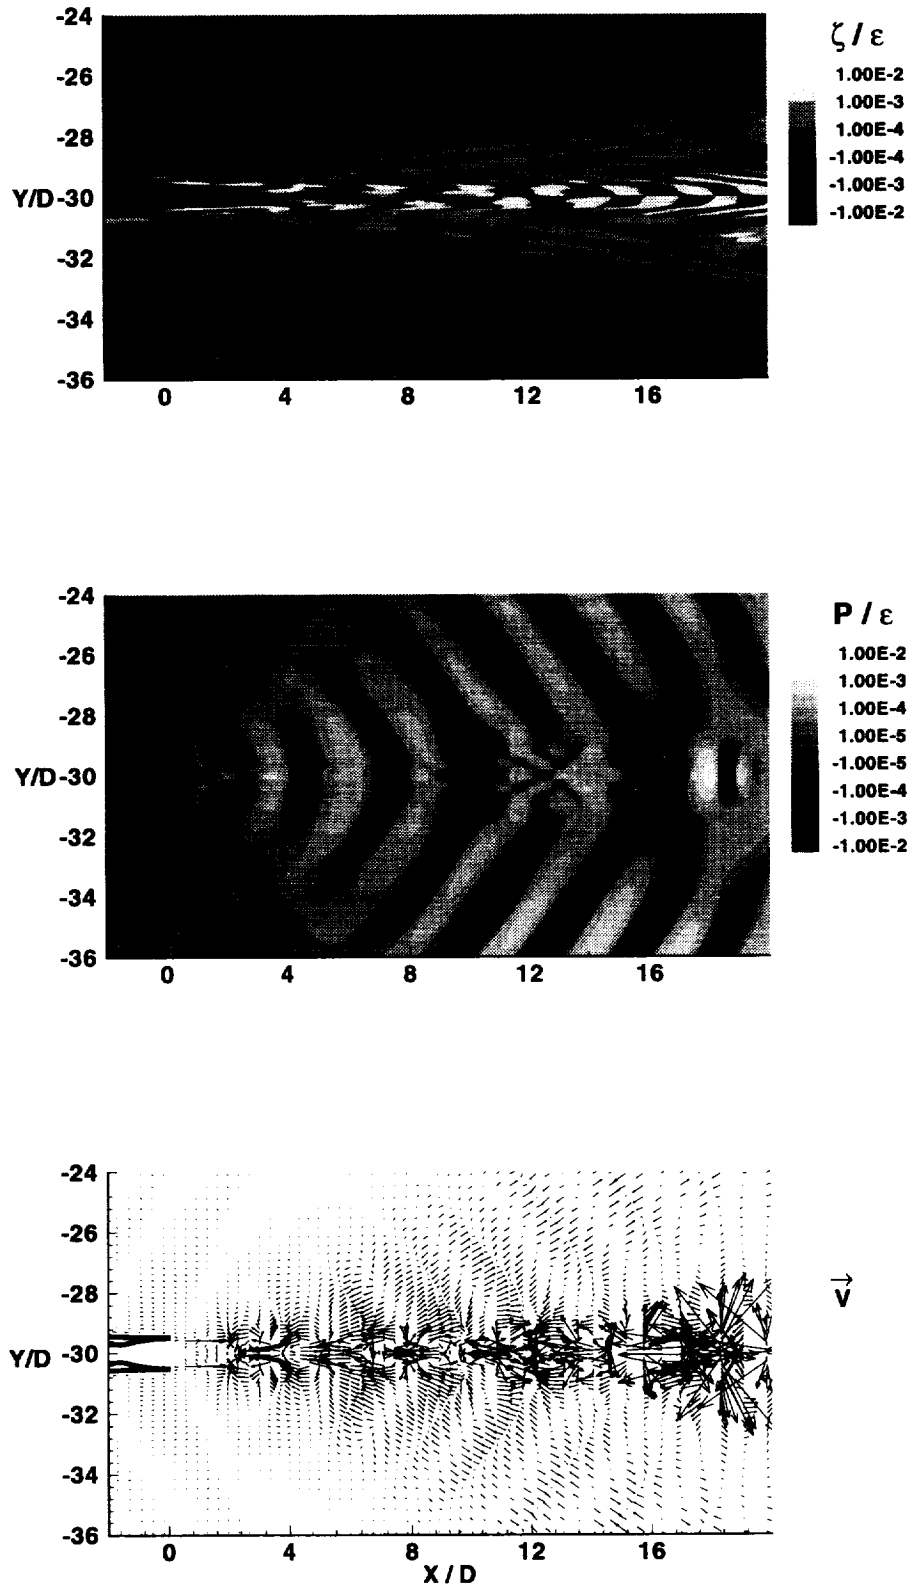 -24
-26
-28
Y/D -30
-32
-34
-36
0 4 8 12 16
ζ / ε
1.00E-2
1.00E-3
1.00E-4
-1.00E-4
-1.00E-3
-1.00E-2
-24
-26
-28
Y/D -30
-32
-34
-36
0 4 8 12 16
P / ε
1.00E-2
1.00E-3
1.00E-4
1.00E-5
-1.00E-5
-1.00E-4
-1.00E-3
-1.00E-2
-24
-26
-28
Y/D -30
-32
-34
-36
0 4 8 12 16
X / D
V⃗